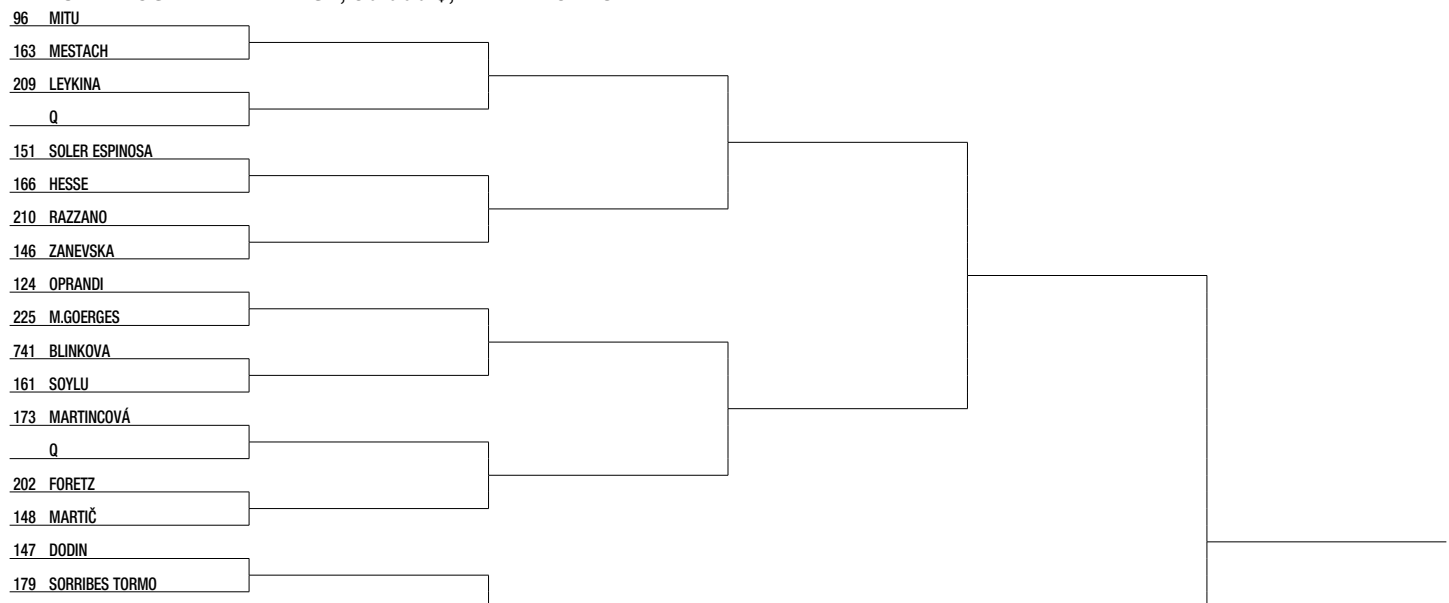 96 MITU
163 MESTACH
209 LEYKINA
Q
151 SOLER ESPINOSA
166 HESSE
210 RAZZANO
146 ZANEVSKA
124 OPRANDI
225 M.GOERGES
741 BLINKOVA
161 SOYLU
173 MARTINCOVÁ
Q
202 FORETZ
148 MARTIČ
147 DODIN
179 SORRIBES TORMO